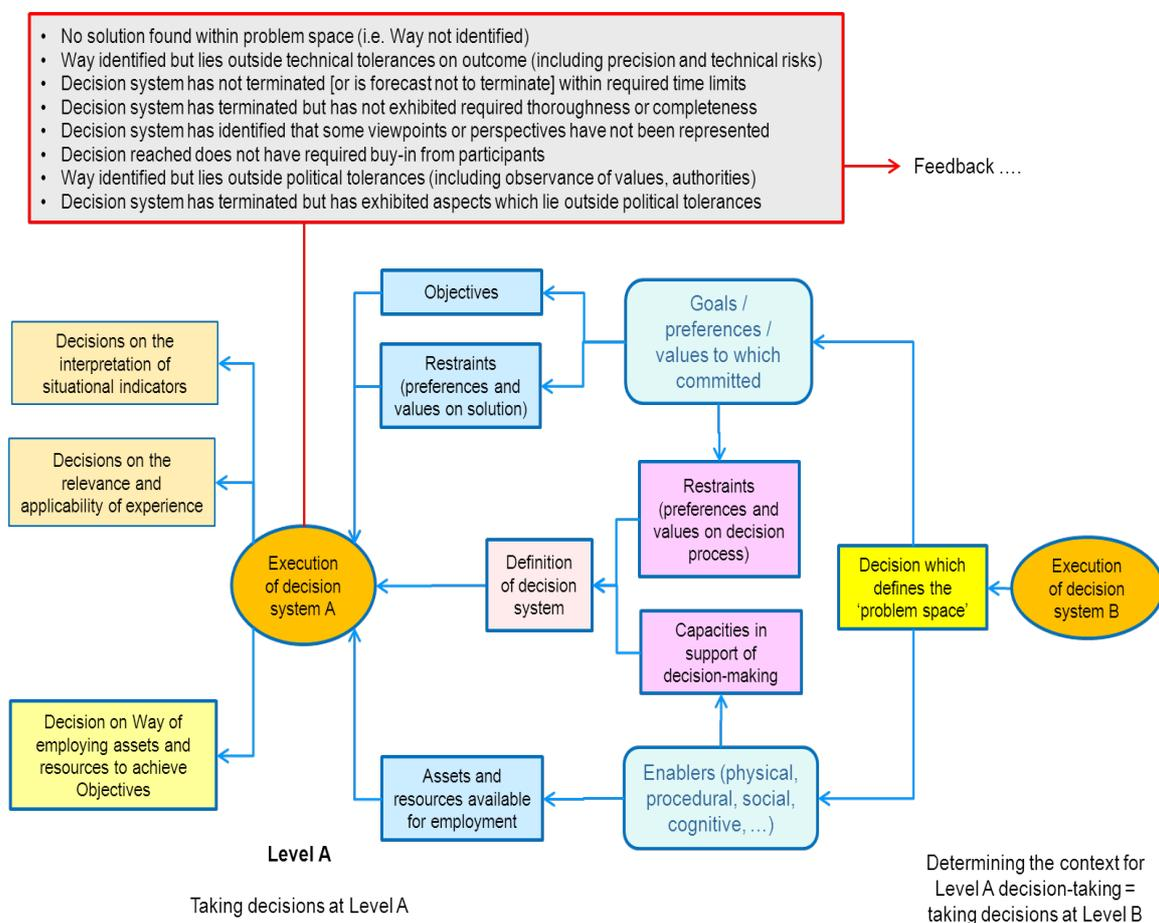 • No solution found within problem space (i.e. Way not identified)
• Way identified but lies outside technical tolerances on outcome (including precision and technical risks)
• Decision system has not terminated [or is forecast not to terminate] within required time limits
• Decision system has terminated but has not exhibited required thoroughness or completeness
• Decision system has identified that some viewpoints or perspectives have not been represented
• Decision reached does not have required buy-in from participants
• Way identified but lies outside political tolerances (including observance of values, authorities)
• Decision system has terminated but has exhibited aspects which lie outside political tolerances
Feedback ….
Objectives
Goals /
preferences /
values to which
committed
Decisions on the
interpretation of
situational indicators
Restraints
(preferences and
values on solution)
Decisions on the
relevance and
applicability of experience
Restraints
(preferences and
values on decision
process)
Execution
of decision
system A
Definition
of decision
system
Decision which
defines the
‘problem space’
Execution
of decision
system B
Capacities in
support of
decision-making
Decision on Way of
employing assets and
resources to achieve
Objectives
Assets and
resources available
for employment
Enablers (physical,
procedural, social,
cognitive, …)
Level A
Taking decisions at Level A
Determining the context for
Level A decision-taking =
taking decisions at Level B